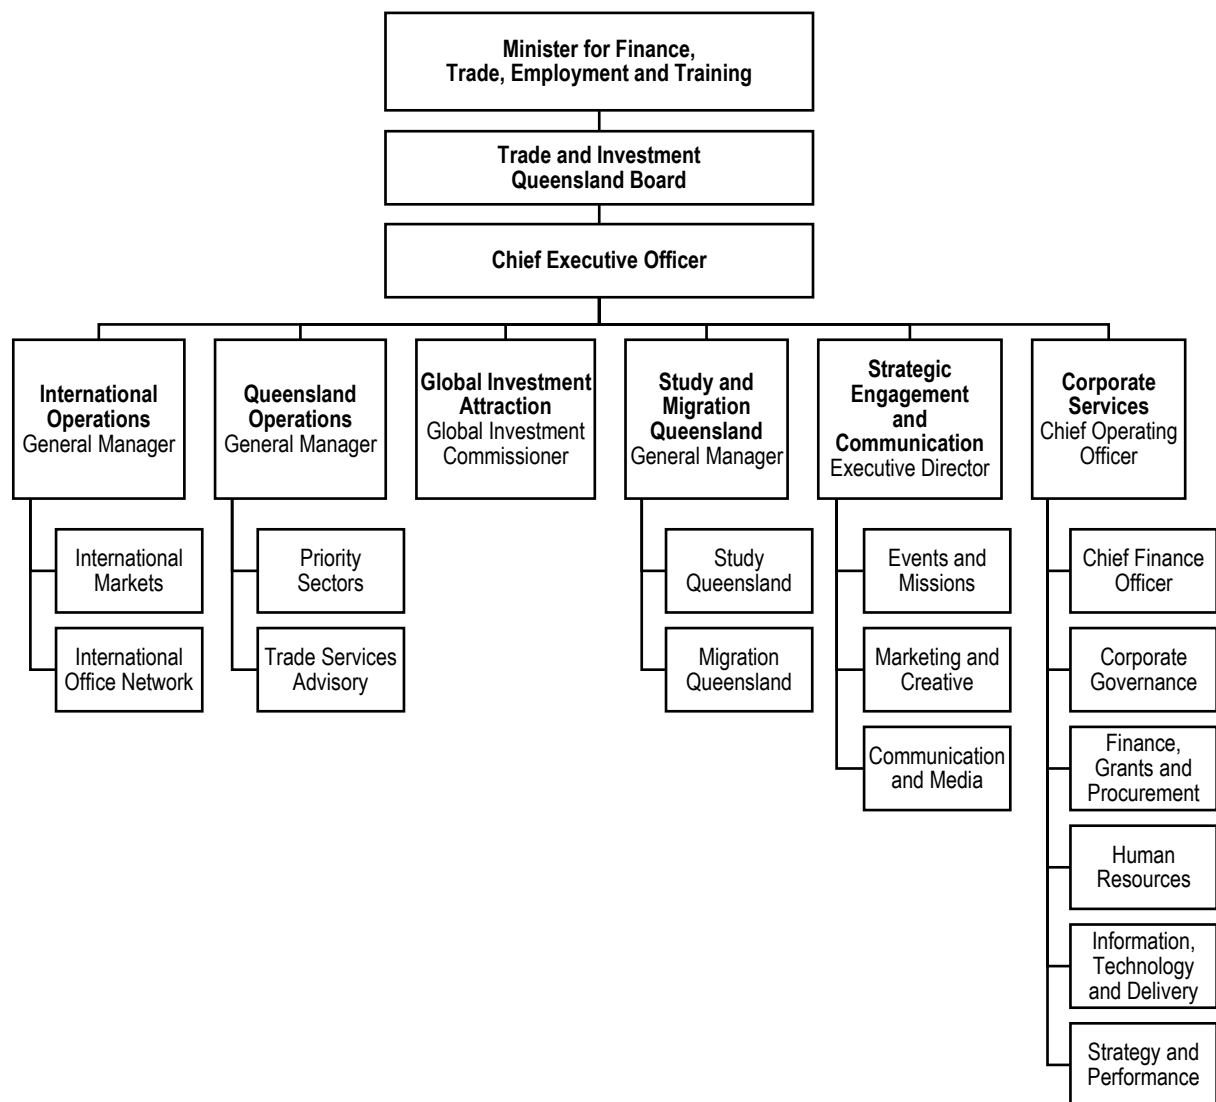 Minister for Finance,
Trade, Employment and Training
Trade and Investment
Queensland Board
Chief Executive Officer
International
Operations
General Manager
Queensland
Operations
General Manager
Global Investment
Attraction
Global Investment
Commissioner
Study and
Migration
Queensland
General Manager
Strategic
Engagement
and
Communication
Executive Director
Corporate
Services
Chief Operating
Officer
International
Markets
International
Office Network
Priority
Sectors
Trade Services
Advisory
Study
Queensland
Migration
Queensland
Events and
Missions
Marketing and
Creative
Communication
and Media
Chief Finance
Officer
Corporate
Governance
Finance,
Grants and
Procurement
Human
Resources
Information,
Technology
and Delivery
Strategy and
Performance